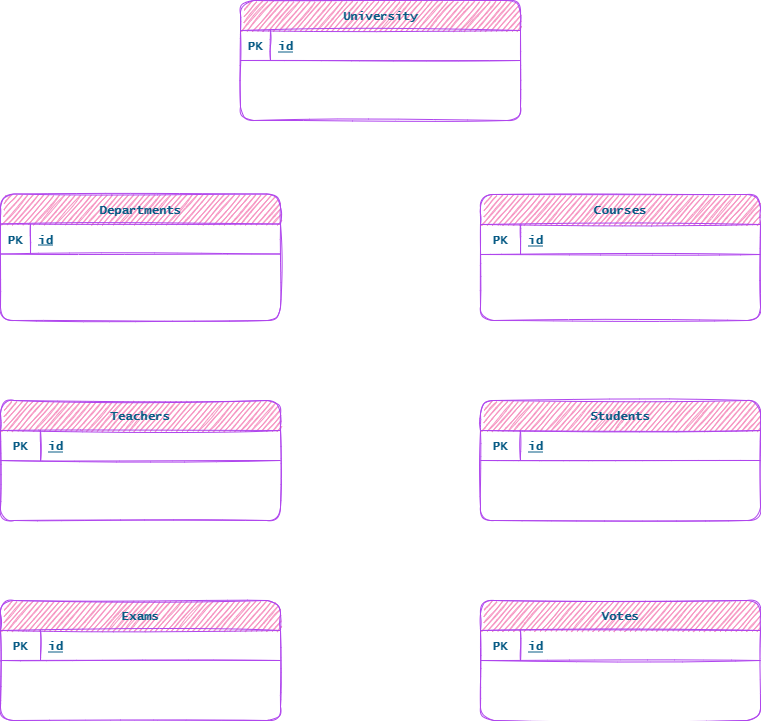 University
PK id
Departments
PK id
Courses
PK id
Teachers
PK id
Students
PK id
Exams
PK id
Votes
PK id